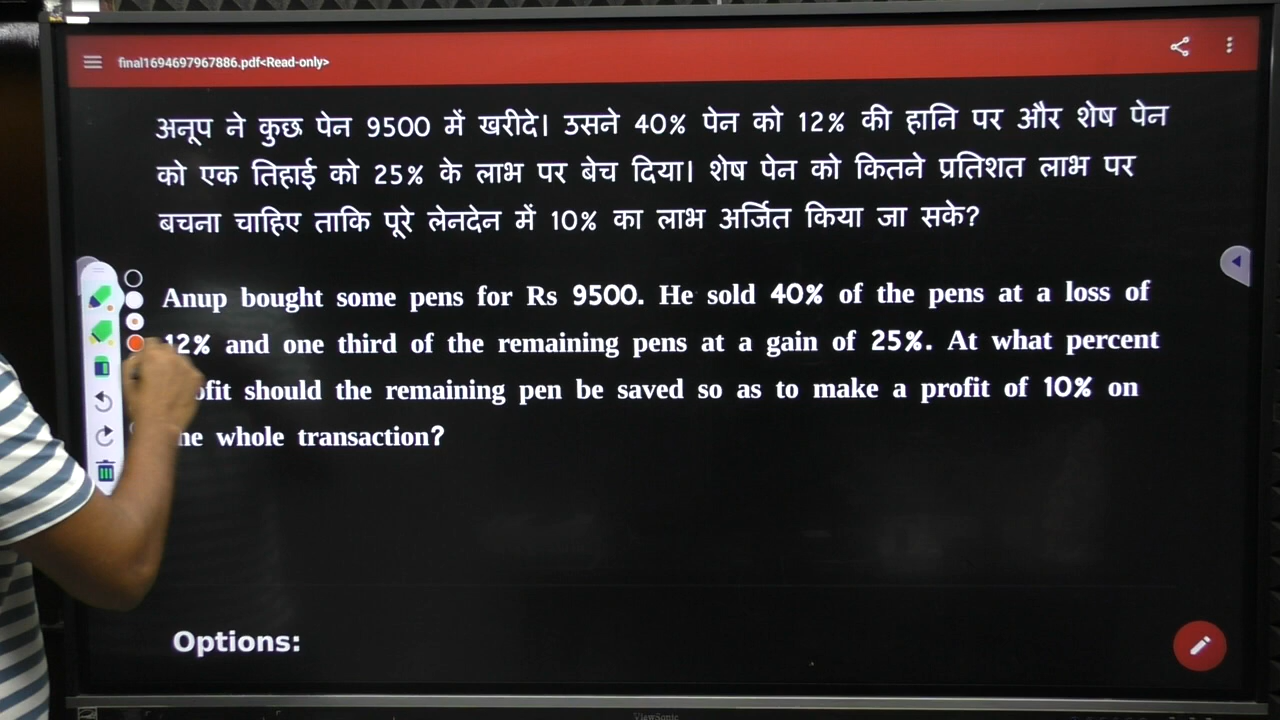 final1694697967886.pdf<Read-only>
अनूप ने कुछ पेन 9500 में खरीदे। उसने 40% पेन को 12% की हानि पर और शेष पेन
को एक तिहाई को 25% के लाभ पर बेच दिया। शेष पेन को कितने प्रतिशत लाभ पर
बचना चाहिए ताकि पूरे लेनदेन में 10% का लाभ अर्जित किया जा सके?
Anup bought some pens for Rs 9500. He sold 40% of the pens at a loss of
12% and one third of the remaining pens at a gain of 25%. At what percent
should the remaining pen be saved so as to make a profit of 10% on
whole transaction?
Options:
ViewSonic